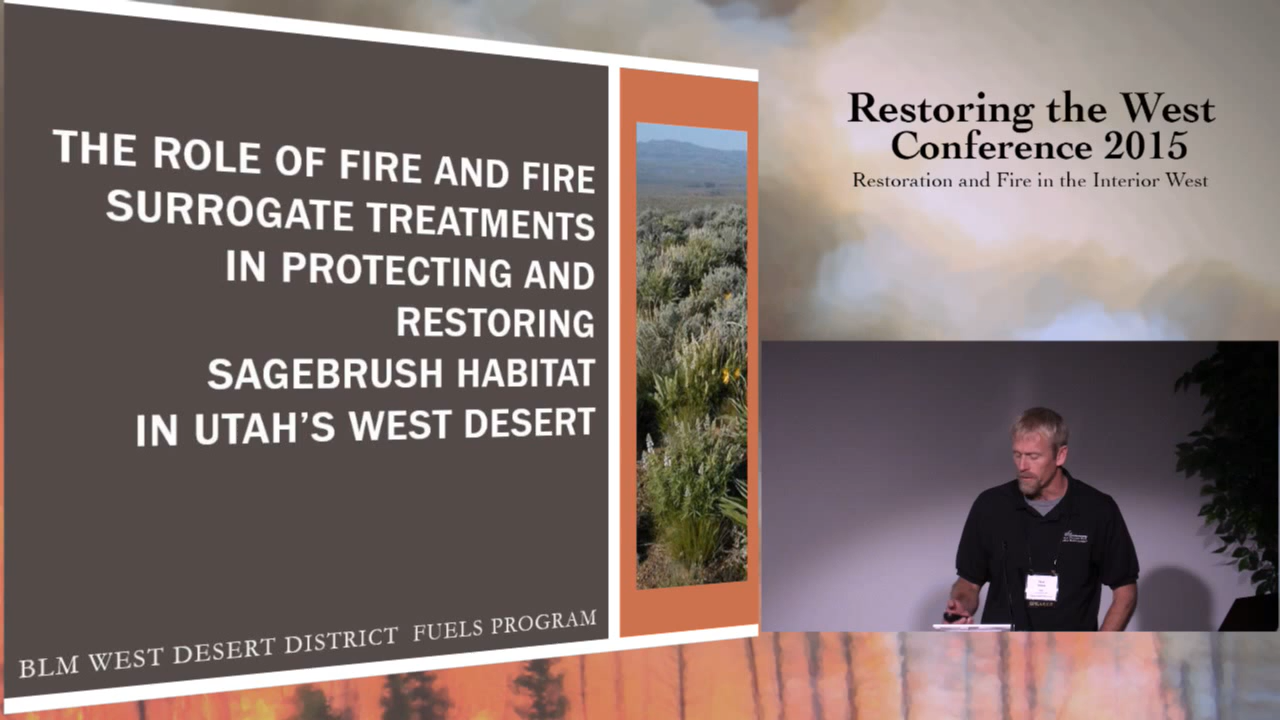 THE ROLE OF FIRE AND FIRE
SURROGATE TREATMENTS
IN PROTECTING AND
RESTORING
SAGEBRUSH HABITAT
IN UTAH'S WEST DESERT
BLM WEST DESERT DISTRICT FUELS PROGRAM
Restoring the West
Conference 2015
Restoration and Fire in the Interior West
SPEAKER